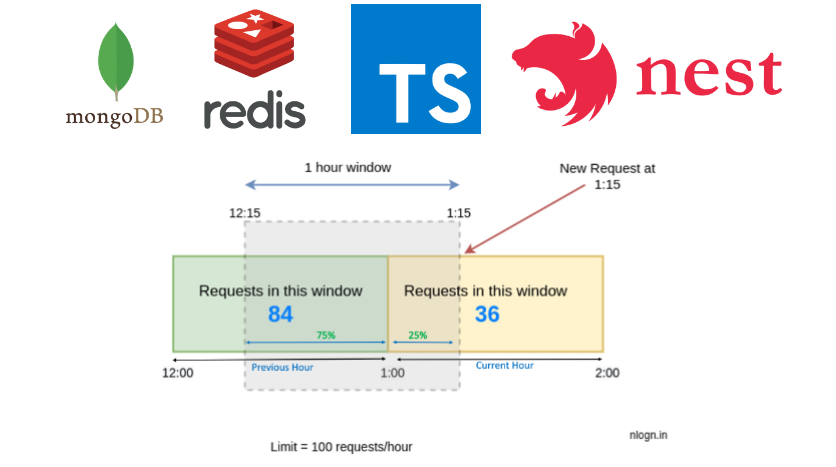 mongoDB
redis
TS
nest
1 hour window
New Request at
1:15
12:15
1:15
Requests in this window
84
Requests in this window
36
75%
25%
Previous Hour
Current Hour
12:00
1:00
2:00
nlogn.in
Limit = 100 requests/hour